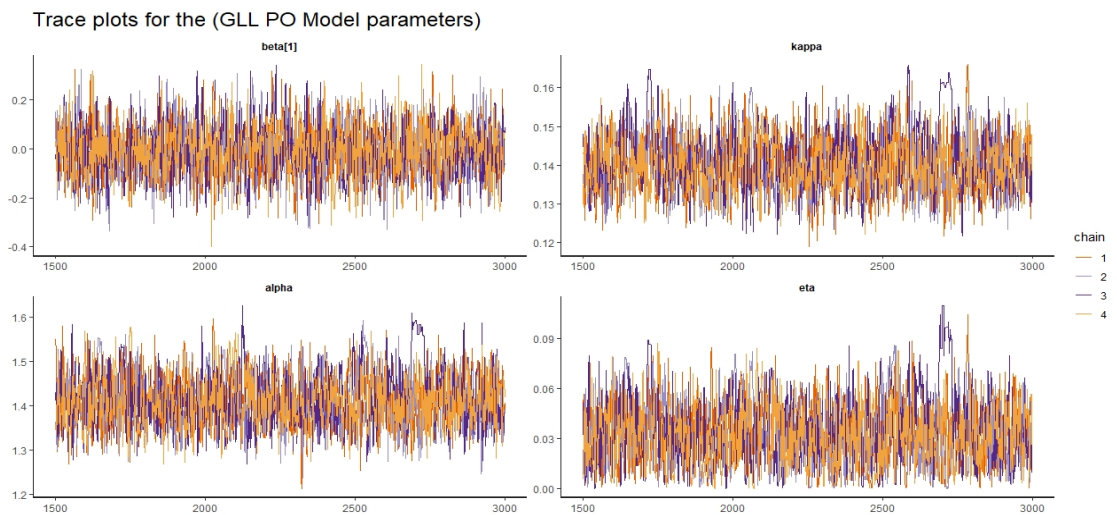 Trace plots for the (GLL PO Model parameters)
beta[1]
0.2
0.0
-0.2
-0.4
1500 2000 2500 3000
kappa
0.16
0.15
0.14
0.13
0.12
1500 2000 2500 3000
alpha
1.6
1.5
1.4
1.3
1.2
1500 2000 2500 3000
eta
0.09
0.06
0.03
0.00
1500 2000 2500 3000
chain
1
2
3
4